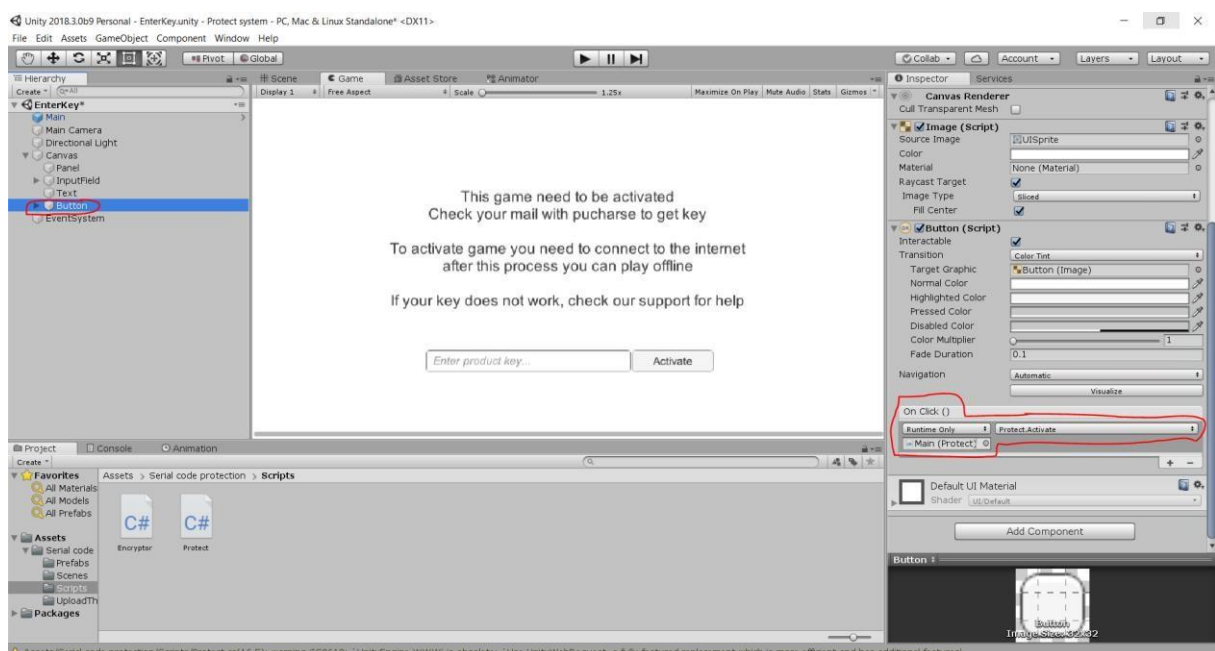 Unity 2018.3.0b9 Personal - EnterKey.unity - Protect system - PC, Mac & Linux Standalone* <DX11>
File Edit Assets GameObject Component Window Help
Pivot Global Collab Account Layers Layout
Hierarchy
Create Q▾All
EnterKey*
Main
Main Camera
Directional Light
Canvas
Panel
InputField
Text
Button
EventSystem
Scene Game Asset Store Animator
Display 1 Free Aspect Scale 1.25x Maximize On Play Mute Audio Stats Gizmos
This game need to be activated
Check your mail with pucharse to get key
To activate game you need to connect to the internet
after this process you can play offline
If your key does not work, check our support for help
Enter product key... Activate
Inspector Services
Canvas Renderer
Cull Transparent Mesh
Image (Script)
Source Image UISprite
Color
Material None (Material)
Raycast Target
Image Type Sliced
Fill Center
Button (Script)
Interactable
Transition Color Tint
Target Graphic Button (Image)
Normal Color
Highlighted Color
Pressed Color
Disabled Color
Color Multiplier 1
Fade Duration 0.1
Navigation Automatic
Visualize
On Click ()
Runtime Only Protect.Activate
Main (Protect)
+ -
Default UI Material
Shader UI/Default
Add Component
Button
Button
Image Size: 32x32
Project Console Animation
Create
Favorites
All Materials
All Models
All Prefabs
Assets
Serial code
Prefabs
Scenes
Scripts
UploadTh
Packages
Assets > Serial code protection > Scripts
C# C#
Encryptor Protect